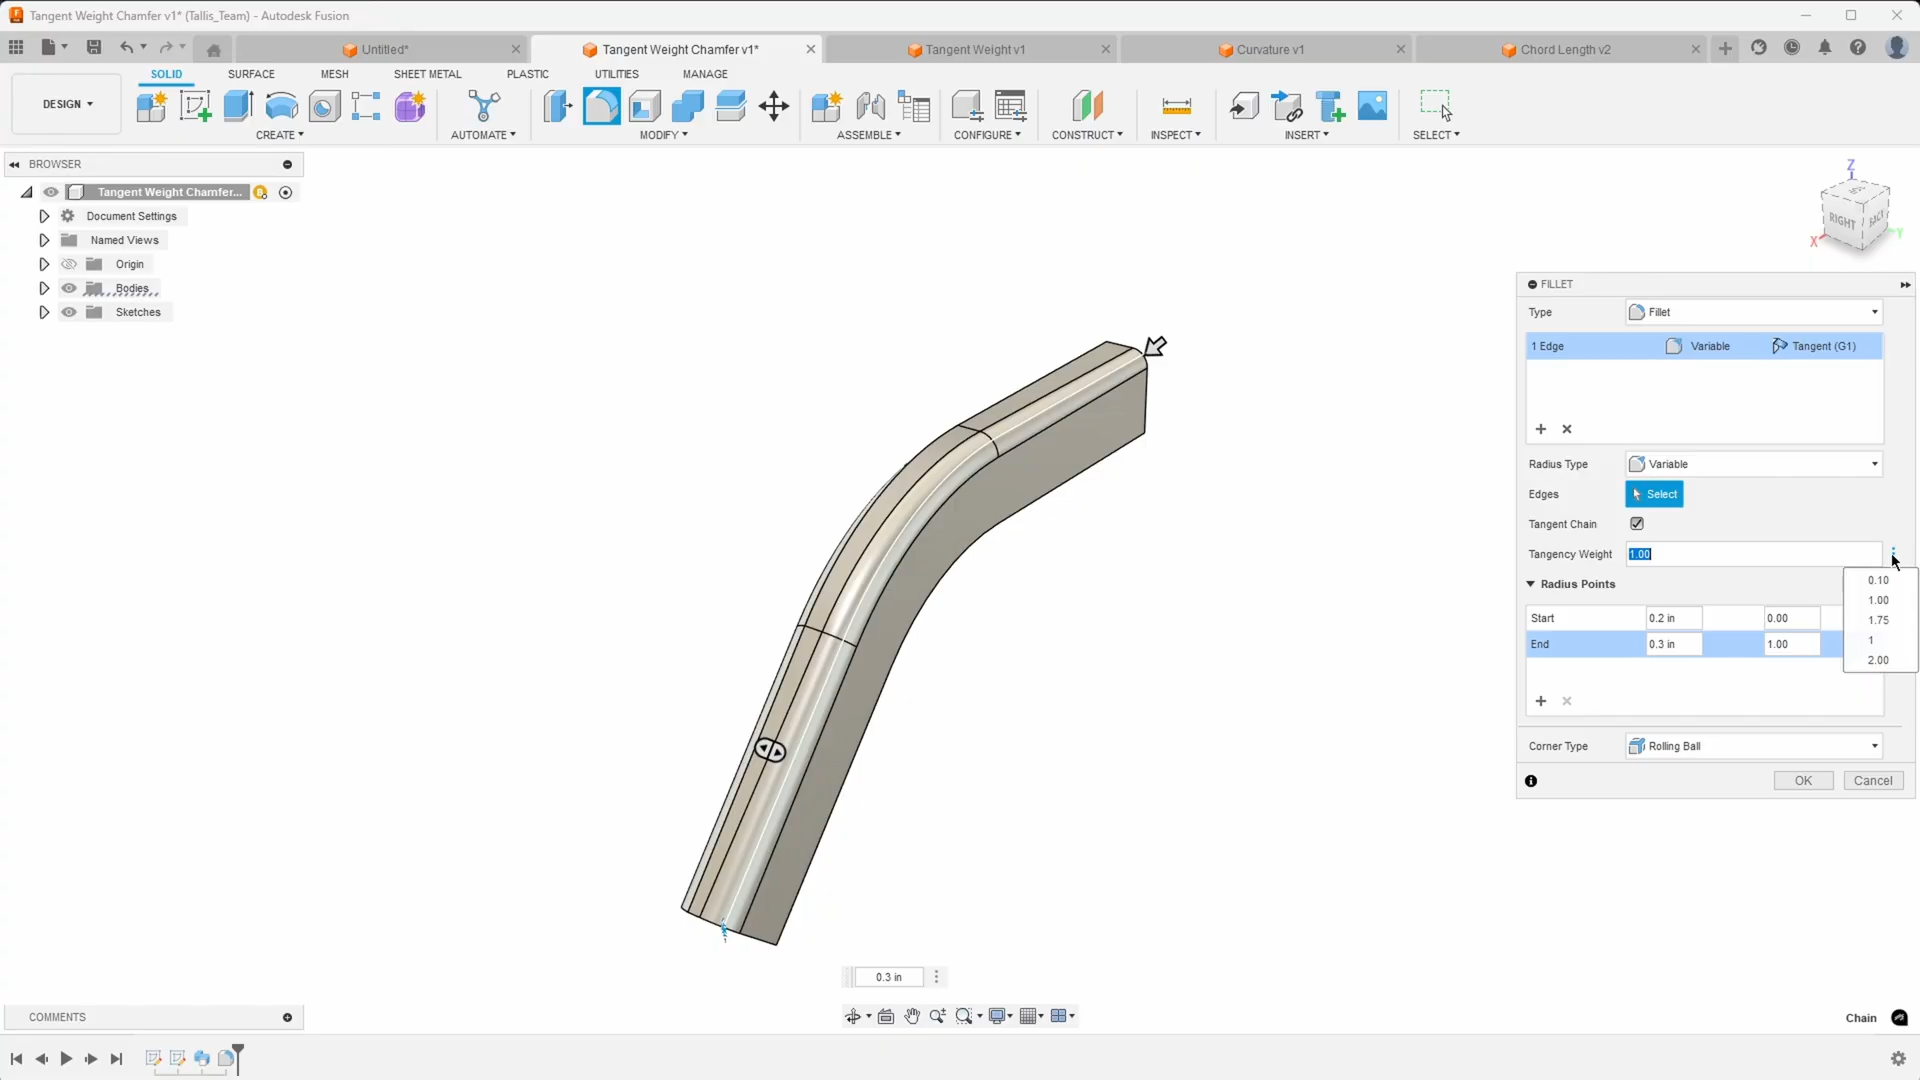 Tangent Weight Chamfer v1* (Tallis_Team) - Autodesk Fusion
Untitled*
Tangent Weight Chamfer v1*
Tangent Weight v1
Curvature v1
Chord Length v2
SOLID
SURFACE
MESH
SHEET METAL
PLASTIC
UTILITIES
MANAGE
DESIGN
CREATE
AUTOMATE
MODIFY
ASSEMBLE
CONFIGURE
CONSTRUCT
INSPECT
INSERT
SELECT
BROWSER
Tangent Weight Chamfer...
Document Settings
Named Views
Origin
Bodies
Sketches
Z
RIGHT
X
Y
FILLET
Type
Fillet
1 Edge
Variable
Tangent (G1)
Radius Type
Variable
Edges
Select
Tangent Chain
Tangency Weight
1.00
0.10
1.00
1.75
1
2.00
Radius Points
Start
0.2 in
0.00
End
0.3 in
1.00
Corner Type
Rolling Ball
OK
Cancel
0.3 in
COMMENTS
Chain